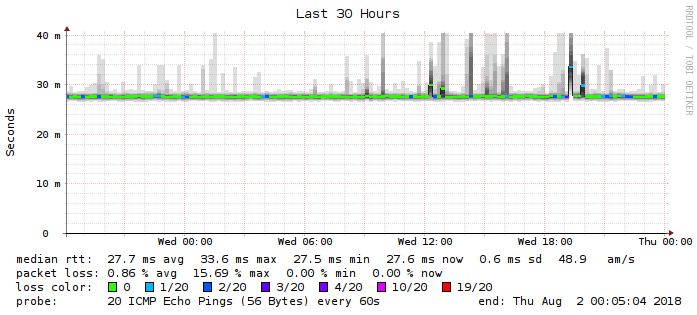 Last 30 Hours
RRDTOOL / TOBI OETIKER
Seconds
40 m
30 m
20 m
10 m
0
Wed 00:00 Wed 06:00 Wed 12:00 Wed 18:00 Thu 00:00
median rtt: 27.7 ms avg 33.6 ms max 27.5 ms min 27.6 ms now 0.6 ms sd 48.9 am/s
packet loss: 0.86 % avg 15.69 % max 0.00 % min 0.00 % now
loss color: 0 1/20 2/20 3/20 4/20 10/20 19/20
probe: 20 ICMP Echo Pings (56 Bytes) every 60s end: Thu Aug 2 00:05:04 2018